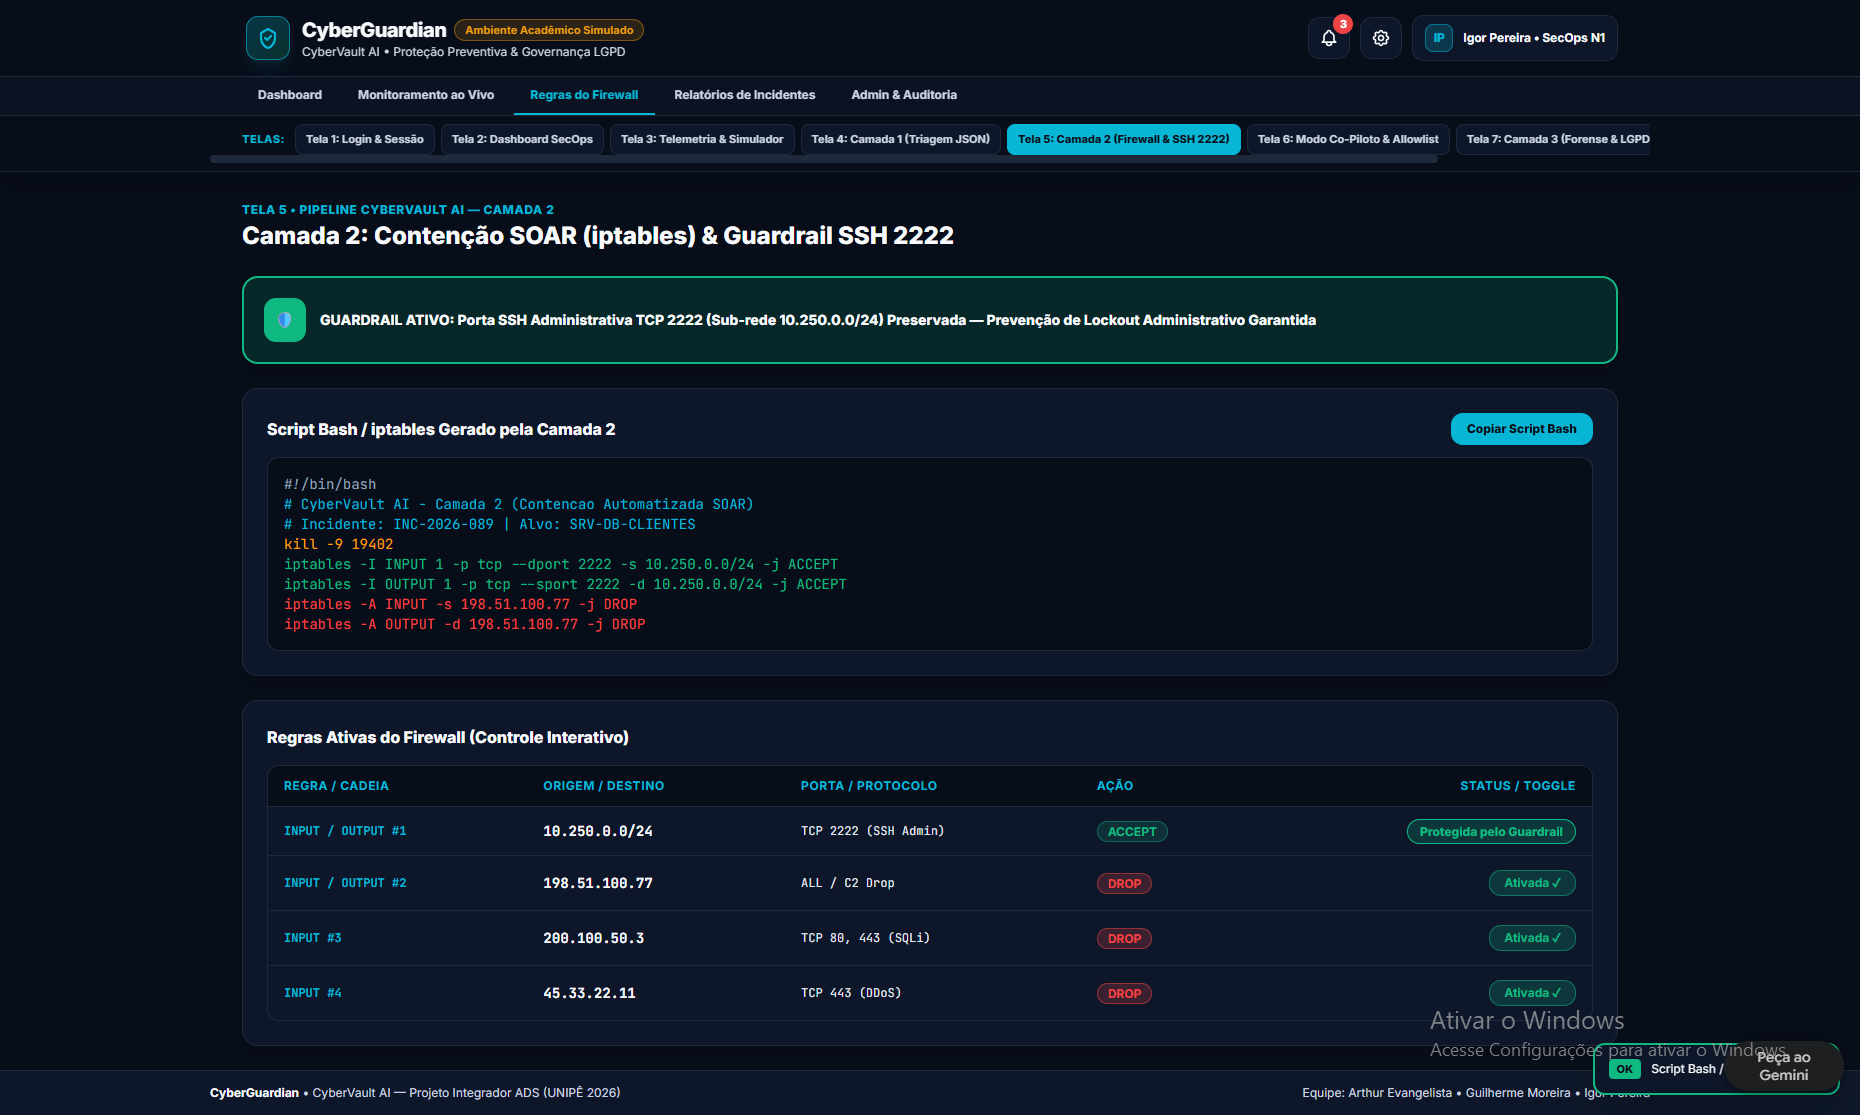 CyberGuardian Ambiente Acadêmico Simulado
CyberVault AI • Proteção Preventiva & Governança LGPD
3
IP Igor Pereira • SecOps N1
Dashboard Monitoramento ao Vivo Regras do Firewall Relatórios de Incidentes Admin & Auditoria
TELAS: Tela 1: Login & Sessão Tela 2: Dashboard SecOps Tela 3: Telemetria & Simulador Tela 4: Camada 1 (Triagem JSON) Tela 5: Camada 2 (Firewall & SSH 2222) Tela 6: Modo Co-Piloto & Allowlist Tela 7: Camada 3 (Forense & LGPD
TELA 5 • PIPELINE CYBERVAULT AI — CAMADA 2
Camada 2: Contenção SOAR (iptables) & Guardrail SSH 2222
GUARDRAIL ATIVO: Porta SSH Administrativa TCP 2222 (Sub-rede 10.250.0.0/24) Preservada — Prevenção de Lockout Administrativo Garantida
Script Bash / iptables Gerado pela Camada 2
Copiar Script Bash
#!/bin/bash
# CyberVault AI - Camada 2 (Contencao Automatizada SOAR)
# Incidente: INC-2026-089 | Alvo: SRV-DB-CLIENTES
kill -9 19402
iptables -I INPUT 1 -p tcp --dport 2222 -s 10.250.0.0/24 -j ACCEPT
iptables -I OUTPUT 1 -p tcp --sport 2222 -d 10.250.0.0/24 -j ACCEPT
iptables -A INPUT -s 198.51.100.77 -j DROP
iptables -A OUTPUT -d 198.51.100.77 -j DROP
Regras Ativas do Firewall (Controle Interativo)
REGRA / CADEIA ORIGEM / DESTINO PORTA / PROTOCOLO AÇÃO STATUS / TOGGLE
INPUT / OUTPUT #1 10.250.0.0/24 TCP 2222 (SSH Admin) ACCEPT Protegida pelo Guardrail
INPUT / OUTPUT #2 198.51.100.77 ALL / C2 Drop DROP Ativada ✓
INPUT #3 200.100.50.3 TCP 80, 443 (SQLi) DROP Ativada ✓
INPUT #4 45.33.22.11 TCP 443 (DDoS) DROP Ativada ✓
Ativar o Windows
Acesse Configurações para ativar o Windows.
OK Script Bash /
Peça ao
Gemini
CyberGuardian • CyberVault AI — Projeto Integrador ADS (UNIPÊ 2026)
Equipe: Arthur Evangelista • Guilherme Moreira • Igor Pereira